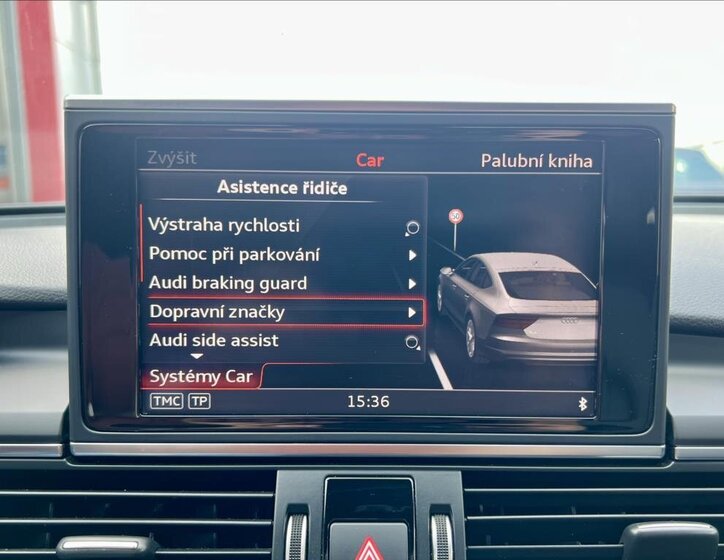 Zvýšit Car Palubní kniha
Asistence řidiče
Výstraha rychlosti
Pomoc při parkování
Audi braking guard
Dopravní značky
Audi side assist
Systémy Car
TMC TP 15:36